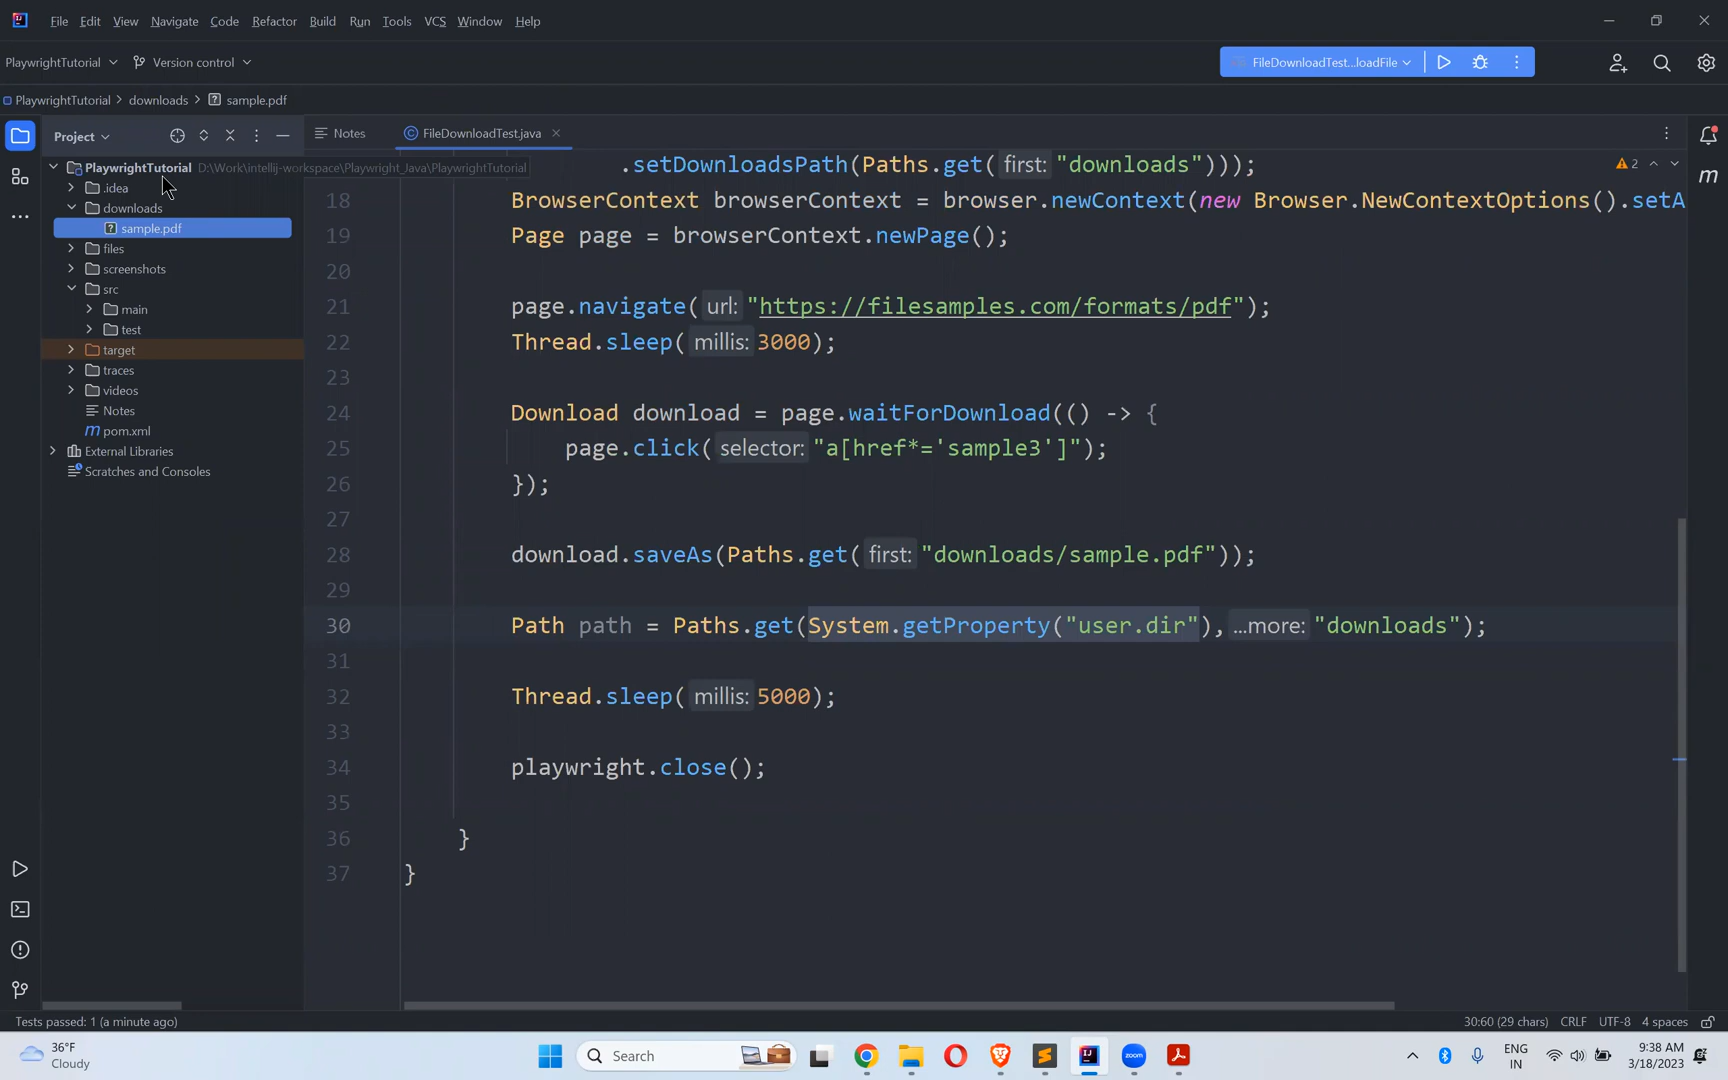 File Edit View Navigate Code Refactor Build Run Tools VCS Window Help
PlaywrightTutorial Version control FileDownloadTest...loadFile
PlaywrightTutorial downloads sample.pdf
Project Notes FileDownloadTest.java
PlaywrightTutorial D:\Work\intellij-workspace\Playwright_Java\PlaywrightTutorial
.idea
downloads
sample.pdf
files
screenshots
src
main
test
target
traces
videos
Notes
pom.xml
External Libraries
Scratches and Consoles
.setDownloadsPath(Paths.get( first: "downloads")));
2
18 BrowserContext browserContext = browser.newContext(new Browser.NewContextOptions().setA
19 Page page = browserContext.newPage();
20
21 page.navigate( url: "https://filesamples.com/formats/pdf");
22 Thread.sleep( millis: 3000);
23
24 Download download = page.waitForDownload(() -> {
25 page.click( selector: "a[href*='sample3']");
26 });
27
28 download.saveAs(Paths.get( first: "downloads/sample.pdf"));
29
30 Path path = Paths.get(System.getProperty("user.dir"), ...more: "downloads");
31
32 Thread.sleep( millis: 5000);
33
34 playwright.close();
35
36 }
37 }
Tests passed: 1 (a minute ago) 30:60 (29 chars) CRLF UTF-8 4 spaces
36°F
Cloudy
Search
zoom
ENG
IN
9:38 AM
3/18/2023